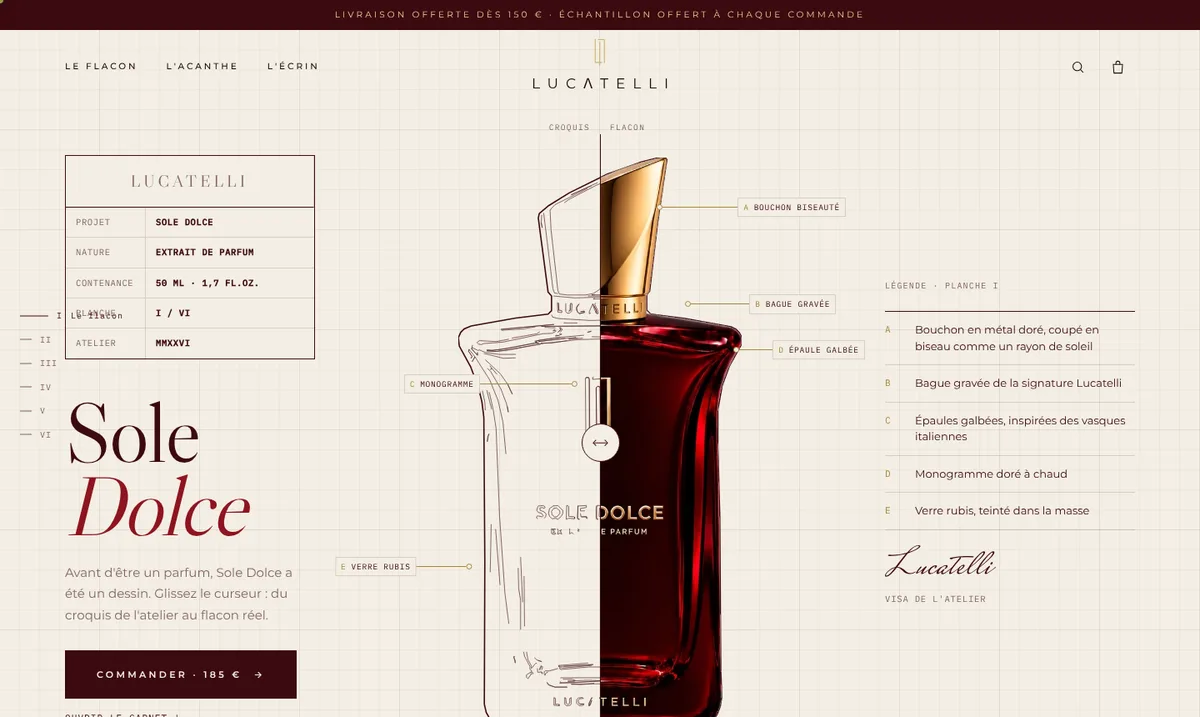 LIVRAISON OFFERTE DÈS 150 € · ÉCHANTILLON OFFERT À CHAQUE COMMANDE
LE FLACON
L'ACANTHE
L'ÉCRIN
LUCATELLI
CROQUIS
FLACON
LUCATELLI
PROJET SOLE DOLCE
NATURE EXTRAIT DE PARFUM
CONTENANCE 50 ML · 1,7 FL.OZ.
PLANCHE I / VI
ATELIER MMXXVI
I Le flacon
II
III
IV
V
VI
Sole
Dolce
Avant d'être un parfum, Sole Dolce a
été un dessin. Glissez le curseur : du
croquis de l'atelier au flacon réel.
COMMANDER · 185 € →
A BOUCHON BISEAUTÉ
B BAGUE GRAVÉE
D ÉPAULE GALBÉE
C MONOGRAMME
E VERRE RUBIS
LUCATELLI
SOLE DOLCE
DE PARFUM
LUCATELLI
LÉGENDE · PLANCHE I
A Bouchon en métal doré, coupé en
biseau comme un rayon de soleil
B Bague gravée de la signature Lucatelli
C Épaules galbées, inspirées des vasques
italiennes
D Monogramme doré à chaud
E Verre rubis, teinté dans la masse
Lucatelli
VISA DE L'ATELIER